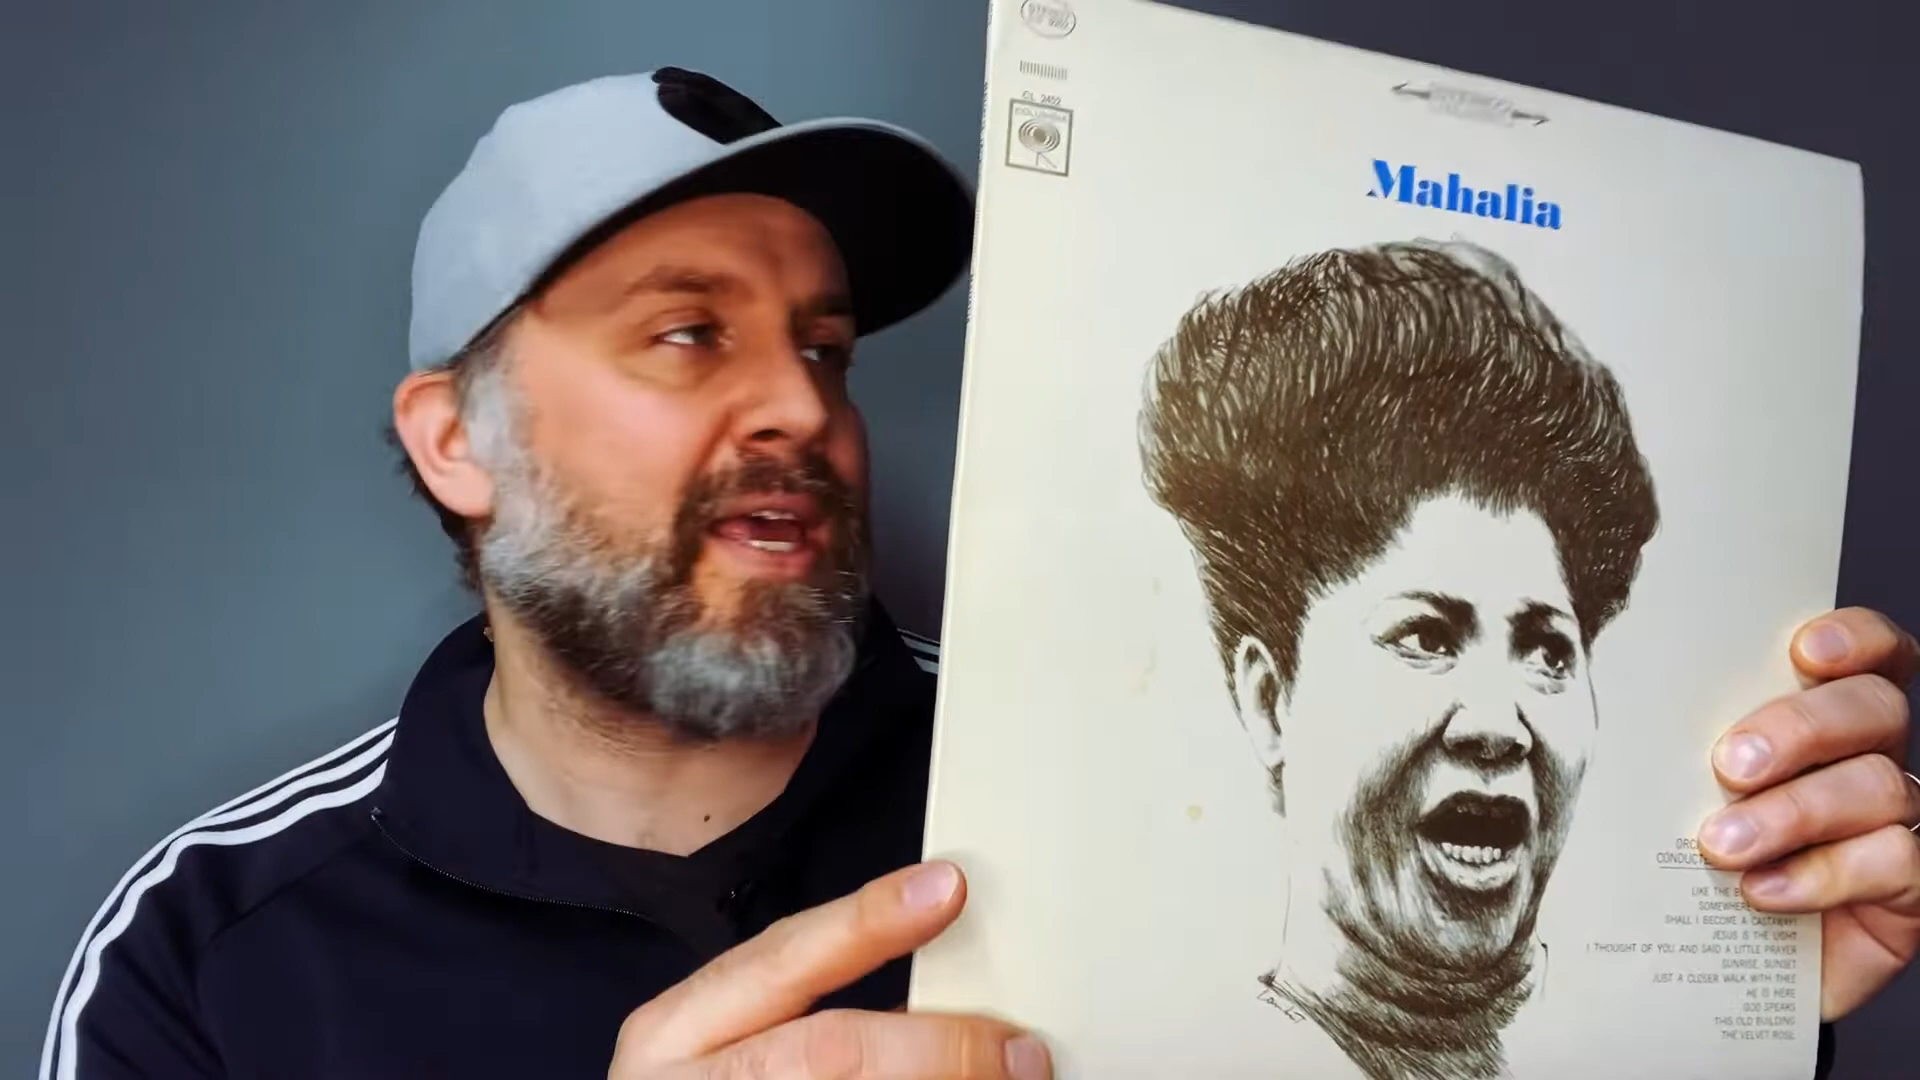 STEREO
CL 2452
COLUMBIA
STEREO
Mahalia
LIKE THE
SOMEWHERE
SHALL I BECOME A CASTAWAY?
JESUS IS THE LIGHT
I THOUGHT OF YOU AND SAID A LITTLE PRAYER
SUNRISE, SUNSET
JUST A CLOSER WALK WITH THEE
HE IS HERE
GOD SPEAKS
THIS OLD BUILDING
THE VELVET ROSE